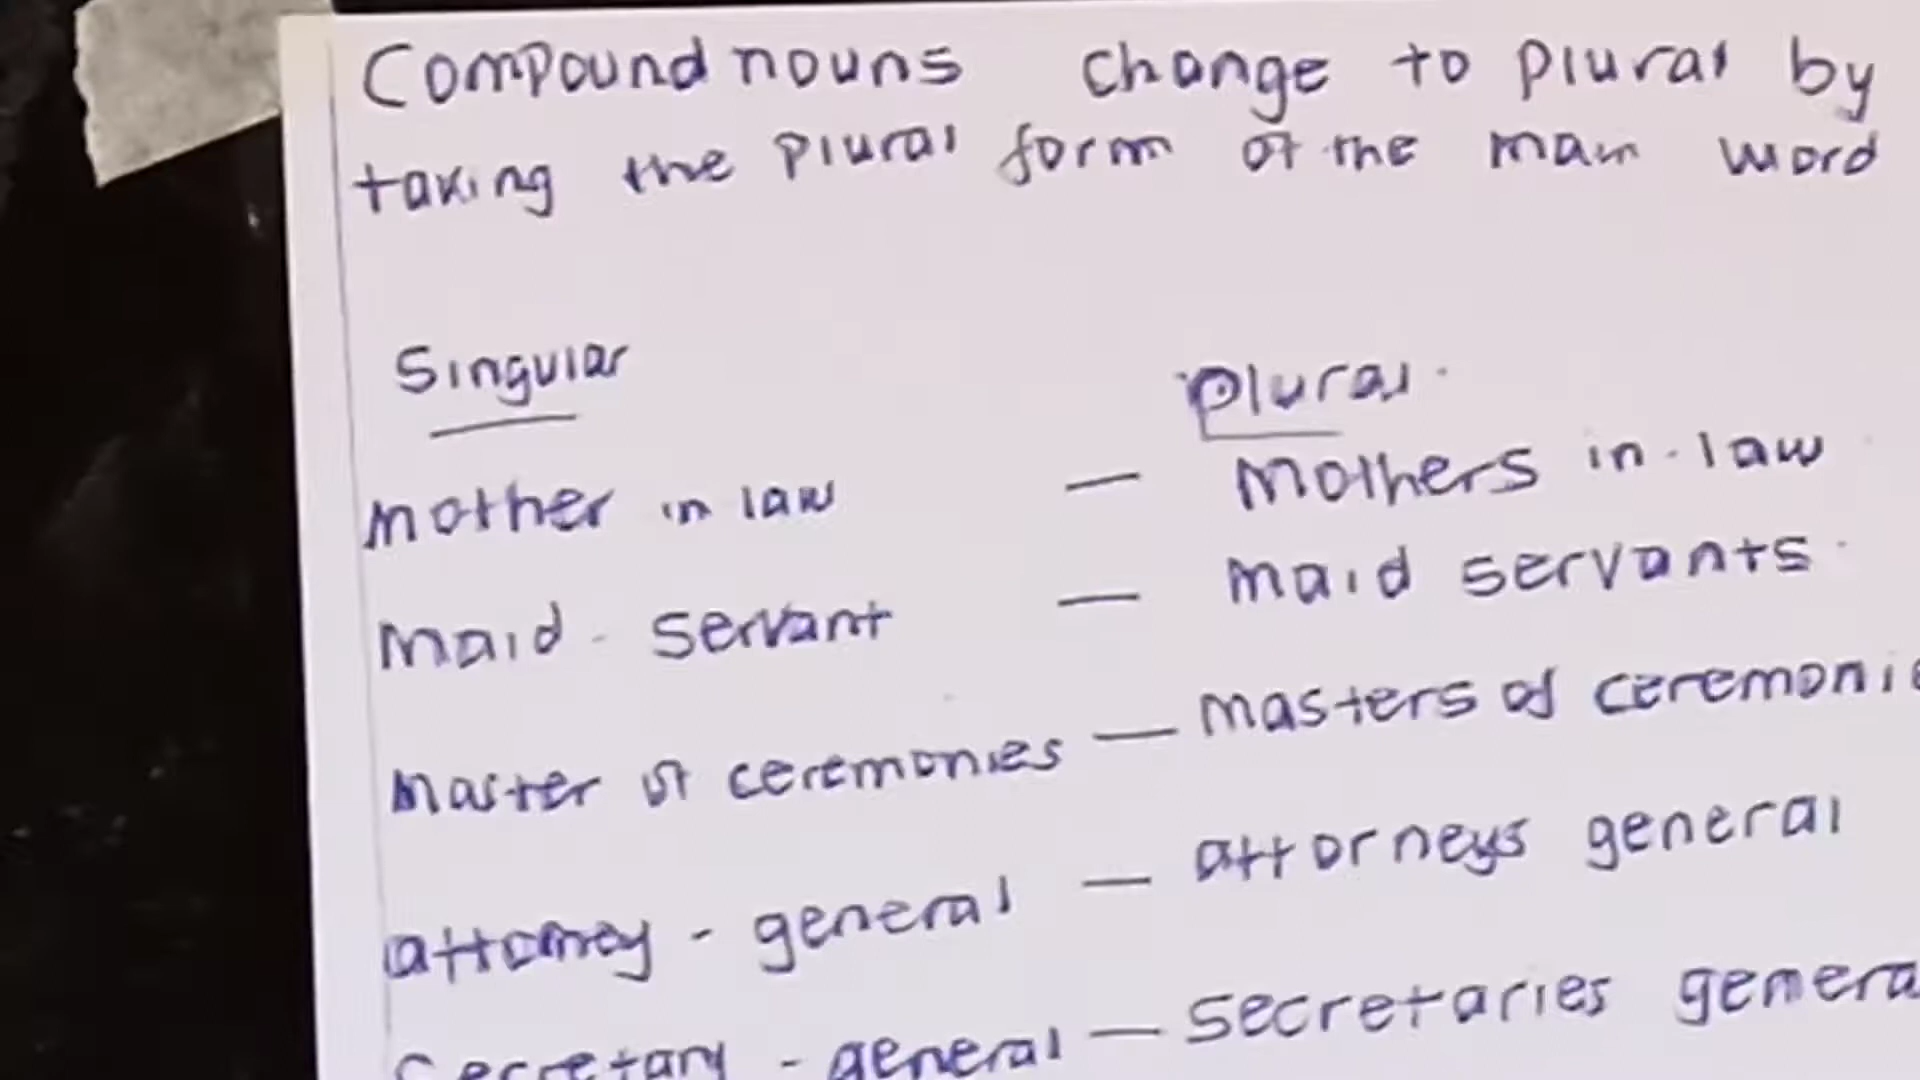 Compound nouns change to plural by
taking the plural form of the main word
Singular
Plural.
Mother in law — Mothers in-law
Maid - servant — maid servants
Master of ceremonies — masters of ceremonie
attorney - general — attorneys general
Secretary - general — Secretaries genera